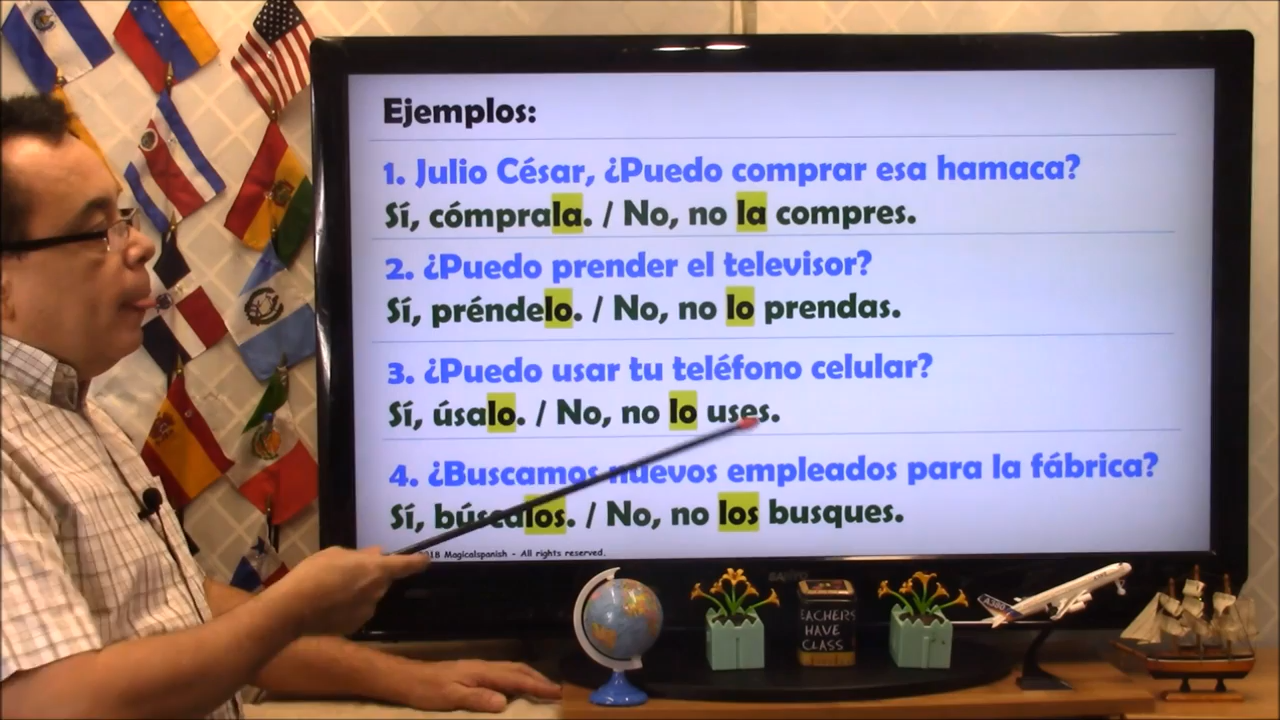 Ejemplos:
1. Julio César, ¿Puedo comprar esa hamaca?
Sí, cómprala. / No, no la compres.
2. ¿Puedo prender el televisor?
Sí, préndelo. / No, no lo prendas.
3. ¿Puedo usar tu teléfono celular?
Sí, úsalo. / No, no lo uses.
4. ¿Buscamos nuevos empleados para la fábrica?
Sí, búscalos. / No, no los busques.
Magicalspanish - All rights reserved.
SANYO
TEACHERS
HAVE
CLASS
A380